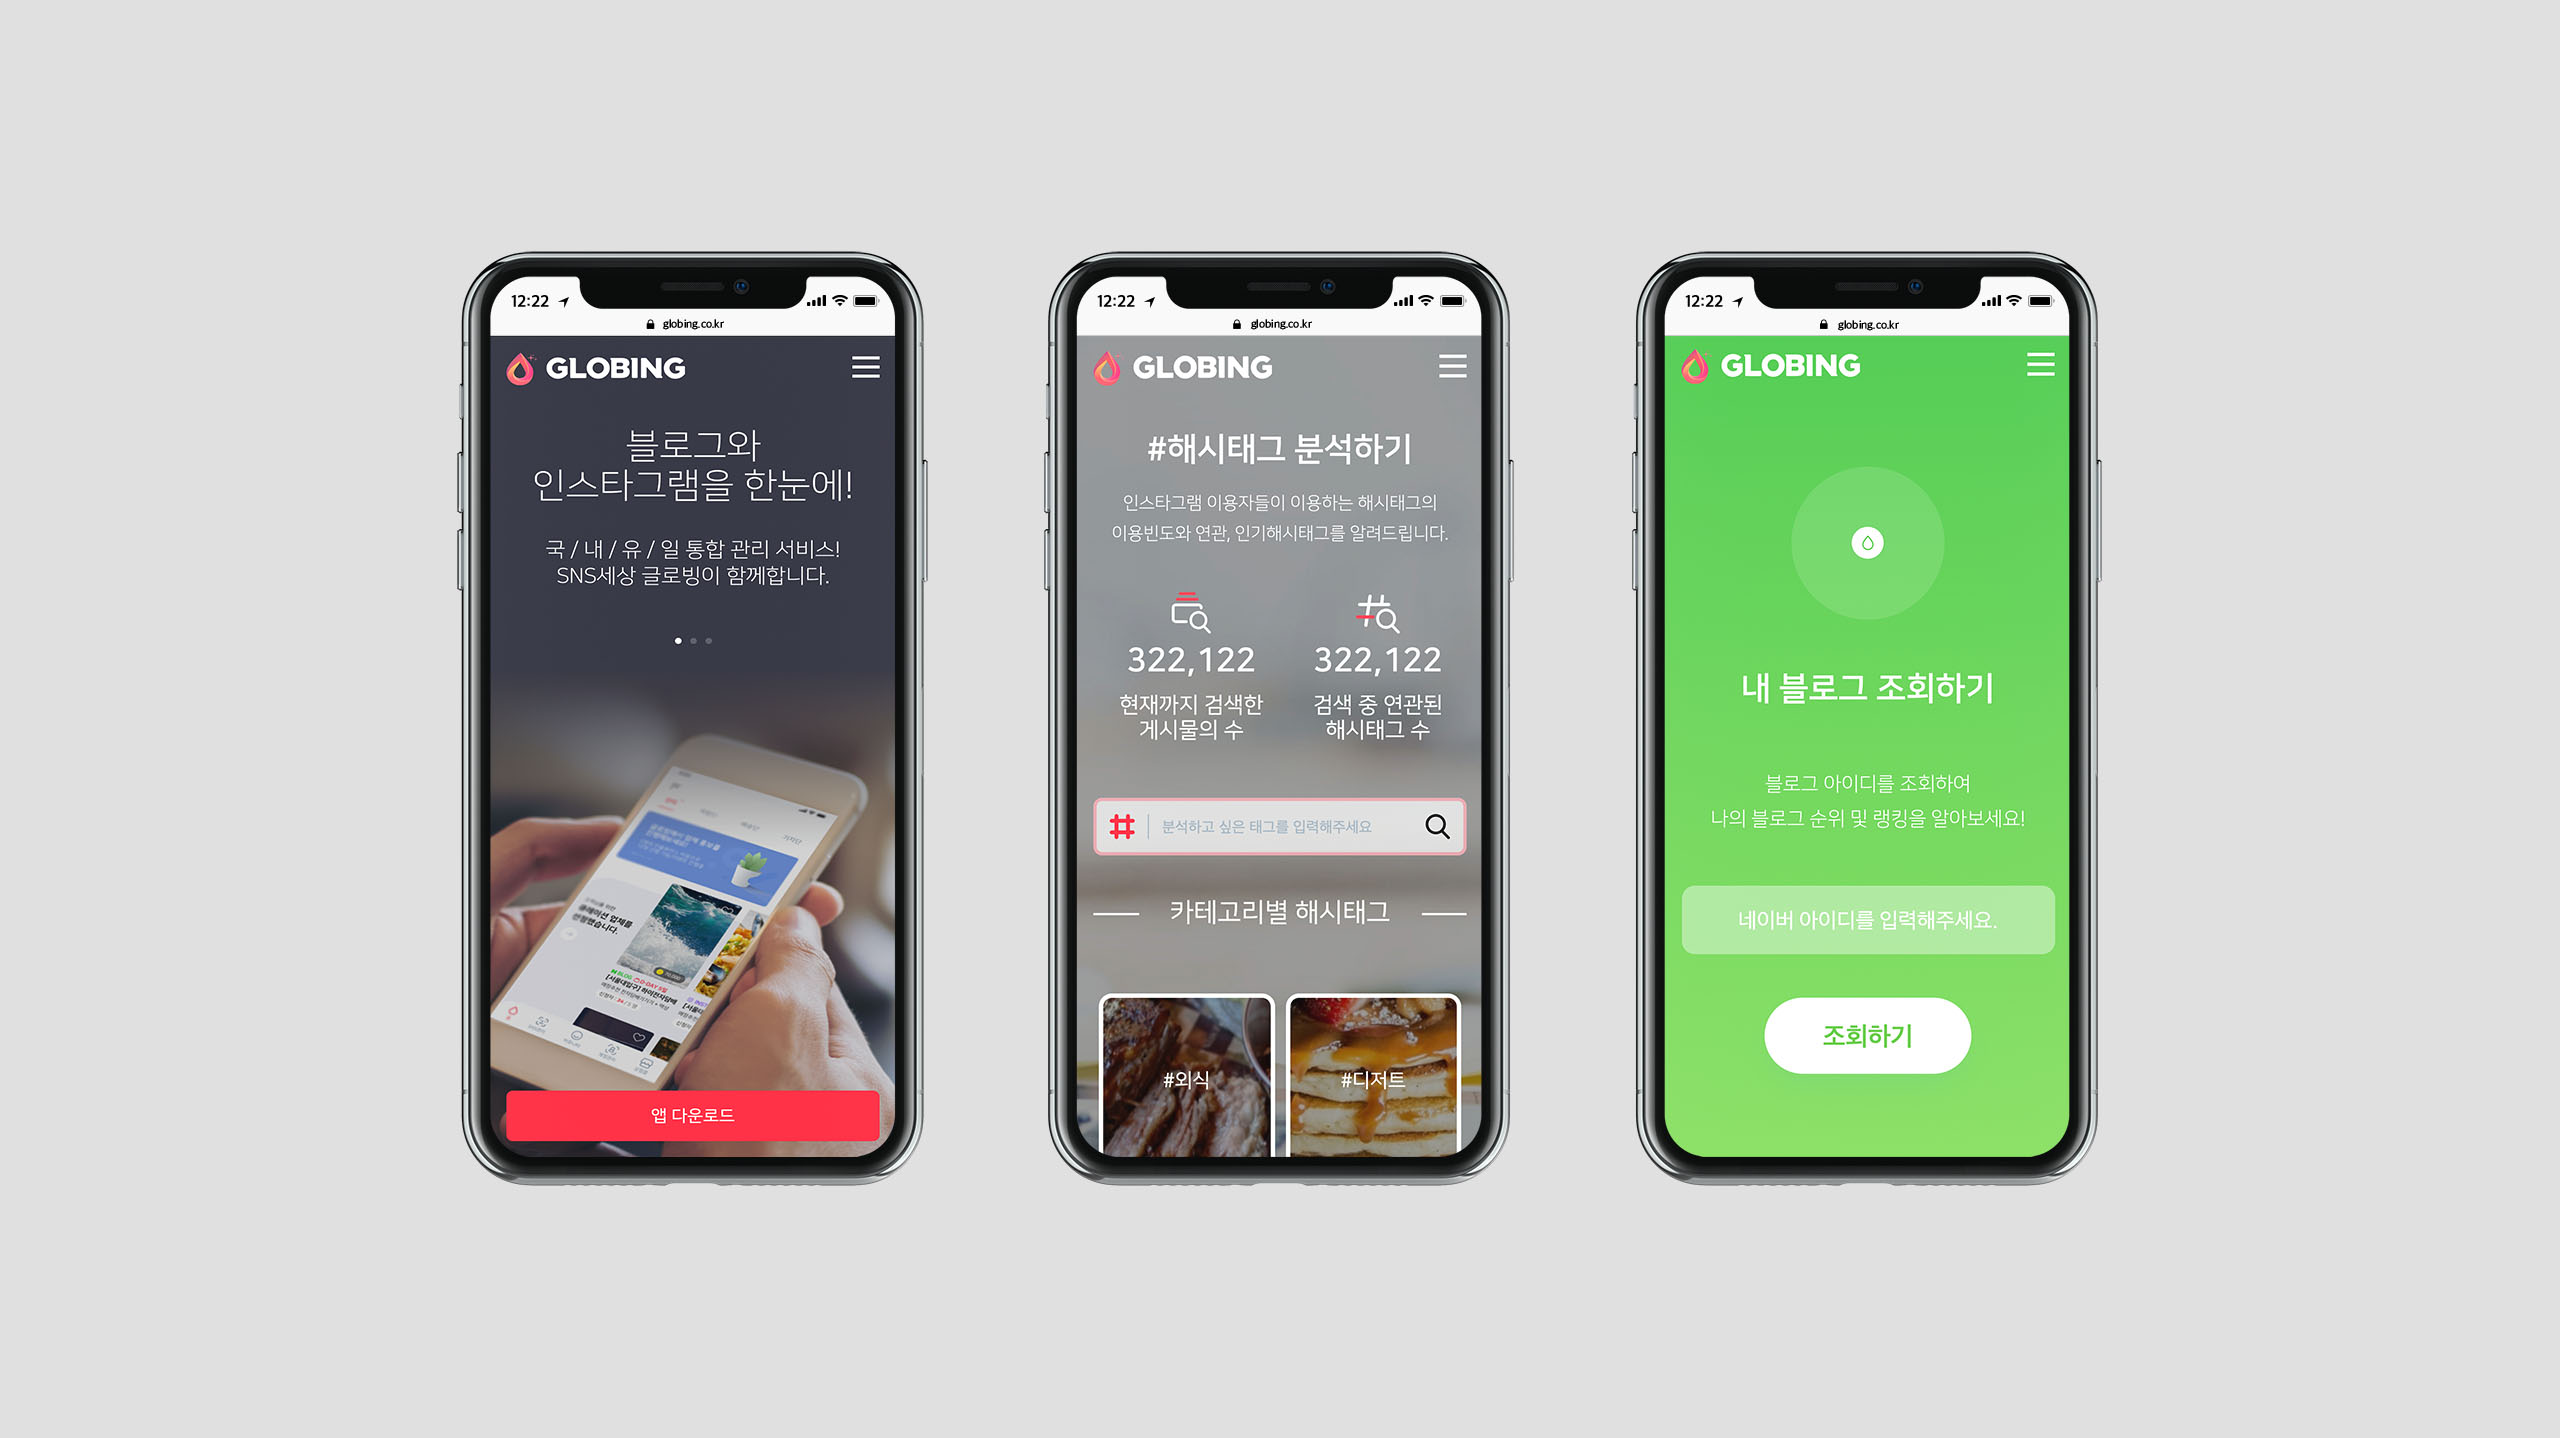 12:22
globing.co.kr
GLOBING
블로그와
인스타그램을 한눈에!
국 / 내 / 유 / 일 통합 관리 서비스!
SNS세상 글로빙이 함께합니다.
선정했습니다.
BLOG D-DAY 5일
앱 다운로드
12:22
globing.co.kr
GLOBING
#해시태그 분석하기
인스타그램 이용자들이 이용하는 해시태그의
이용빈도와 연관, 인기해시태그를 알려드립니다.
322,122
현재까지 검색한
게시물의 수
322,122
검색 중 연관된
해시태그 수
분석하고 싶은 태그를 입력해주세요
카테고리별 해시태그
#외식
#디저트
12:22
globing.co.kr
GLOBING
내 블로그 조회하기
블로그 아이디를 조회하여
나의 블로그 순위 및 랭킹을 알아보세요!
네이버 아이디를 입력해주세요.
조회하기